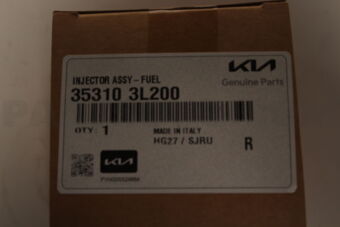 KIA
Genuine Parts
INJECTOR ASSY-FUEL
35310 3L200
QTY: 1
MADE IN ITALY
HG27 / SJRU
R
KIA